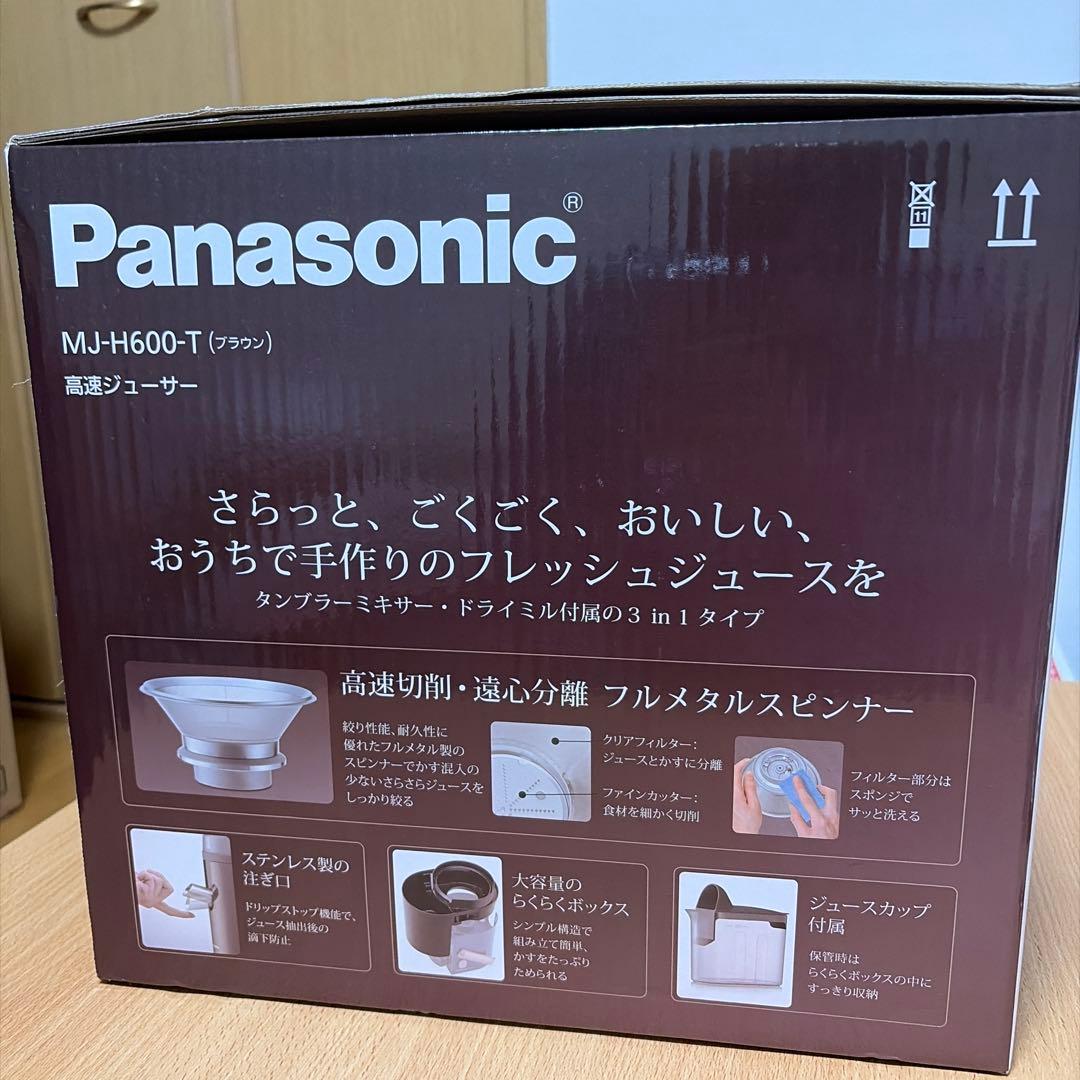 Panasonic®
11
MJ-H600-T (ブラウン)
高速ジューサー
さらっと、ごくごく、おいしい、
おうちで手作りのフレッシュジュースを
タンブラーミキサー・ドライミル付属の3 in 1 タイプ
高速切削・遠心分離 フルメタルスピンナー
絞り性能、耐久性に
優れたフルメタル製の
スピンナーでかす混入の
少ないさらさらジュースを
しっかり絞る
クリアフィルター：
ジュースとかすに分離
ファインカッター：
食材を細かく切削
フィルター部分は
スポンジで
サッと洗える
ステンレス製の
注ぎ口
ドリップストップ機能で、
ジュース抽出後の
滴下防止
大容量の
らくらくボックス
シンプル構造で
組み立て簡単、
かすをたっぷり
ためられる
ジュースカップ
付属
保管時は
らくらくボックスの中に
すっきり収納